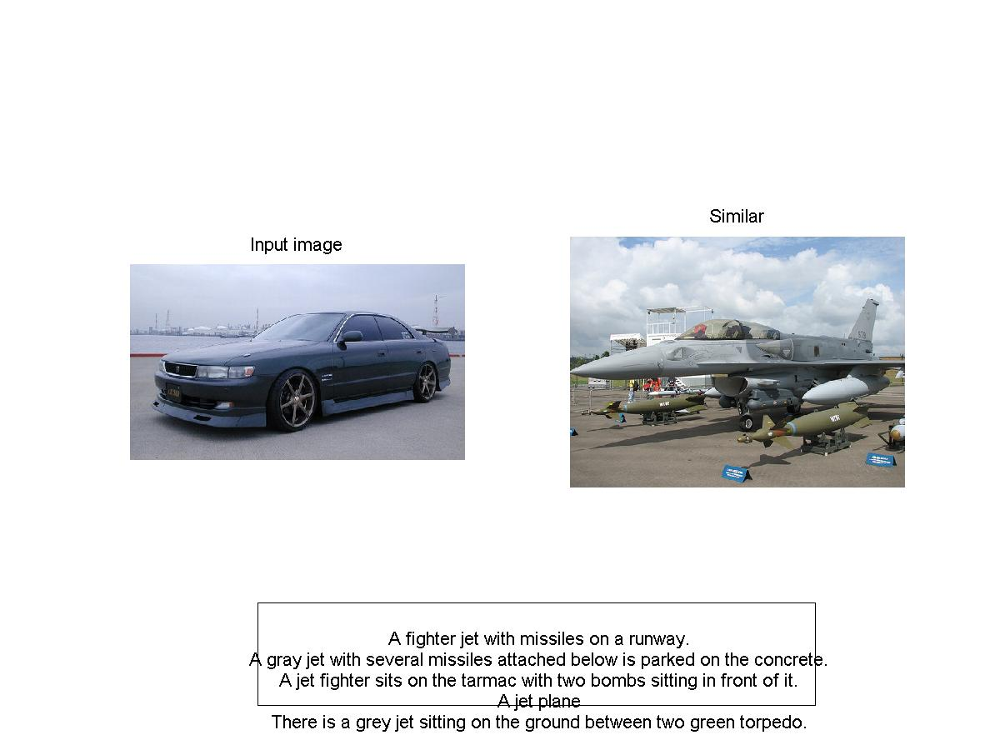 Similar
Input image
A fighter jet with missiles on a runway.
A gray jet with several missiles attached below is parked on the concrete.
A jet fighter sits on the tarmac with two bombs sitting in front of it.
A jet plane
There is a grey jet sitting on the ground between two green torpedo.